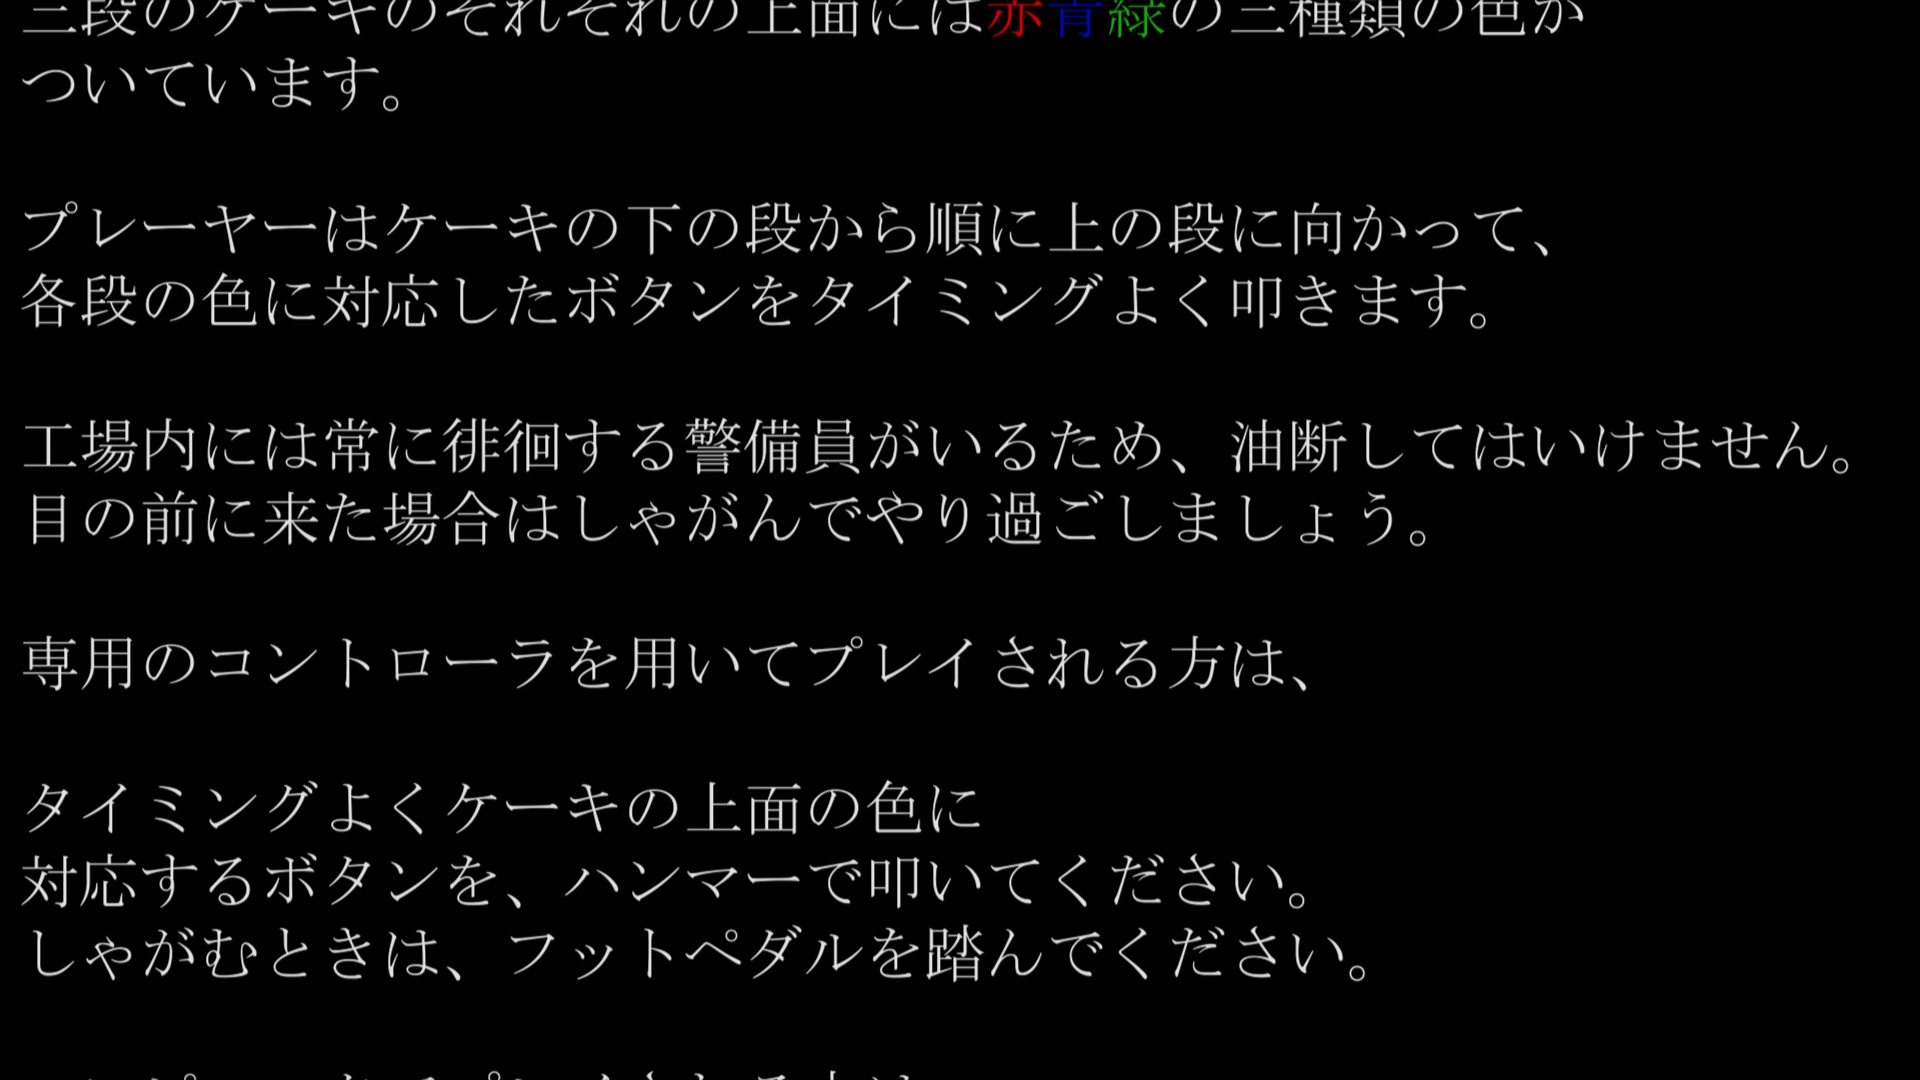 三段のケーキのそれぞれの上面には赤青緑の三種類の色が
ついています。
プレーヤーはケーキの下の段から順に上の段に向かって、
各段の色に対応したボタンをタイミングよく叩きます。
工場内には常に徘徊する警備員がいるため、油断してはいけません。
目の前に来た場合はしゃがんでやり過ごしましょう。
専用のコントローラを用いてプレイされる方は、
タイミングよくケーキの上面の色に
対応するボタンを、ハンマーで叩いてください。
しゃがむときは、フットペダルを踏んでください。